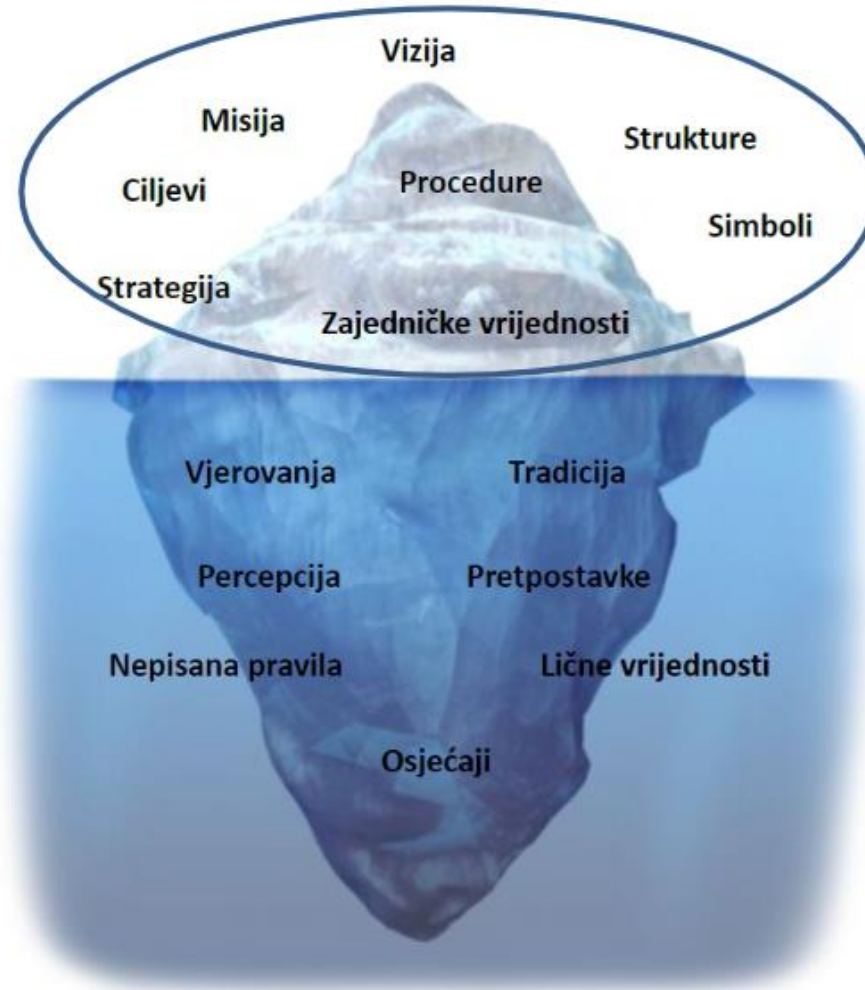 Vizija
Misija
Strukture
Ciljevi
Procedure
Simboli
Strategija
Zajedničke vrijednosti
Vjerovanja
Tradicija
Percepcija
Pretpostavke
Nepisana pravila
Lične vrijednosti
Osjećaji